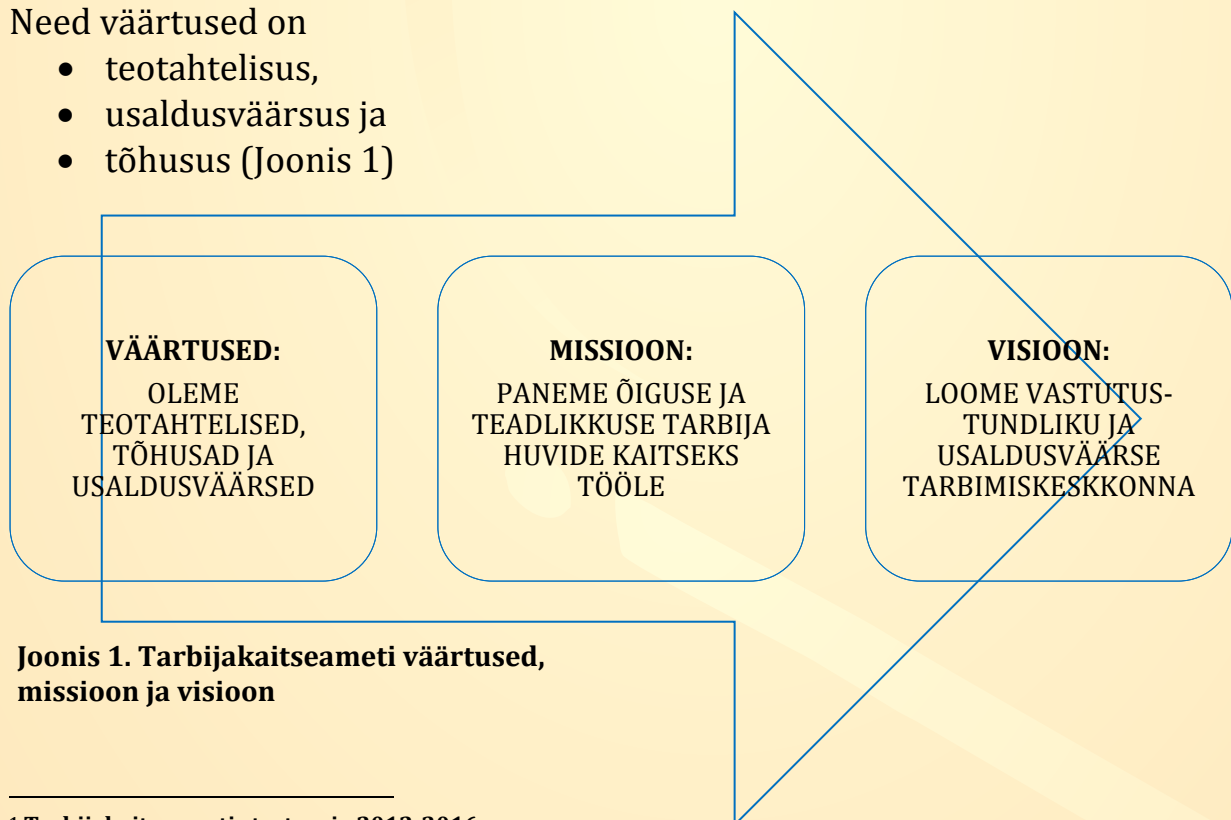 Need väärtused on
• teotahtelisus,
• usaldusväärsus ja
• tõhusus (Joonis 1)
VÄÄRTUSED:
OLEME
TEOTAHTELISED,
TÕHUSAD JA
USALDUSVÄÄRSED
MISSIOON:
PANEME ÕIGUSE JA
TEADLIKKUSE TARBIJA
HUVIDE KAITSEKS
TÖÖLE
VISIOON:
LOOME VASTUTUS-
TUNDLIKU JA
USALDUSVÄÄRSE
TARBIMISKESKKONNA
Joonis 1. Tarbijakaitseameti väärtused,
missioon ja visioon